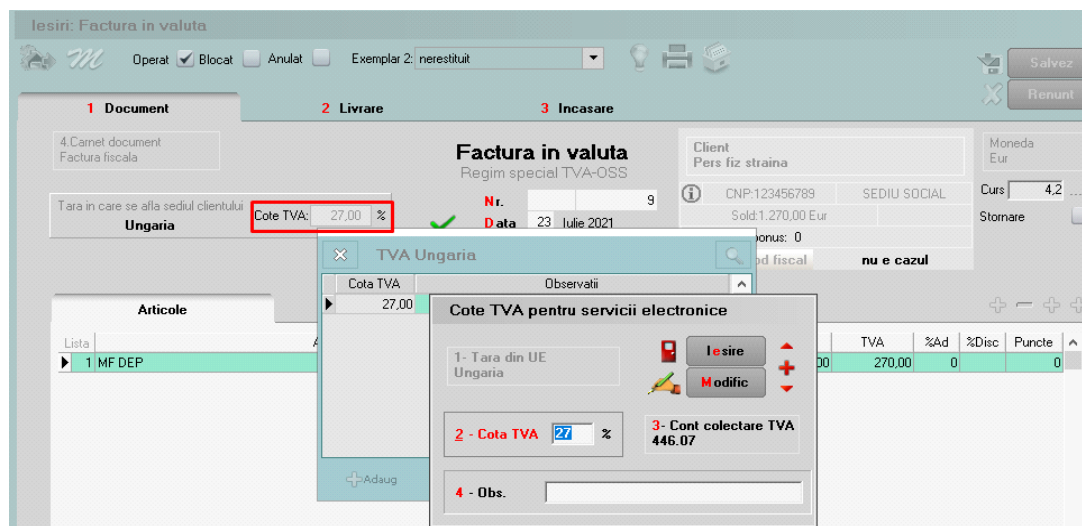 Iesiri: Factura in valuta
Operat Blocat Anulat Exemplar 2: nerestituit
Salvez
Renunt
1 Document 2 Livrare 3 Incasare
4.Carnet document
Factura fiscala
Factura in valuta
Regim special TVA-OSS
Client
Pers fiz straina
Moneda
Eur
Tara in care se afla sediul clientului
Ungaria
Cote TVA: 27,00 %
Nr. 9
Data 23 Iulie 2021
CNP:123456789 SEDIU SOCIAL
Sold:1.270,00 Eur
bonus: 0
od fiscal nu e cazul
Curs 4,2 ...
Stornare
TVA Ungaria
Cota TVA Observatii
27,00
Articole
Lista TVA %Ad %Disc Puncte
1 MF DEP 00 270,00 0 0
Cote TVA pentru servicii electronice
1- Tara din UE
Ungaria
Iesire
Modific
2 - Cota TVA 27 %
3- Cont colectare TVA
446.07
4 - Obs.
Adaug